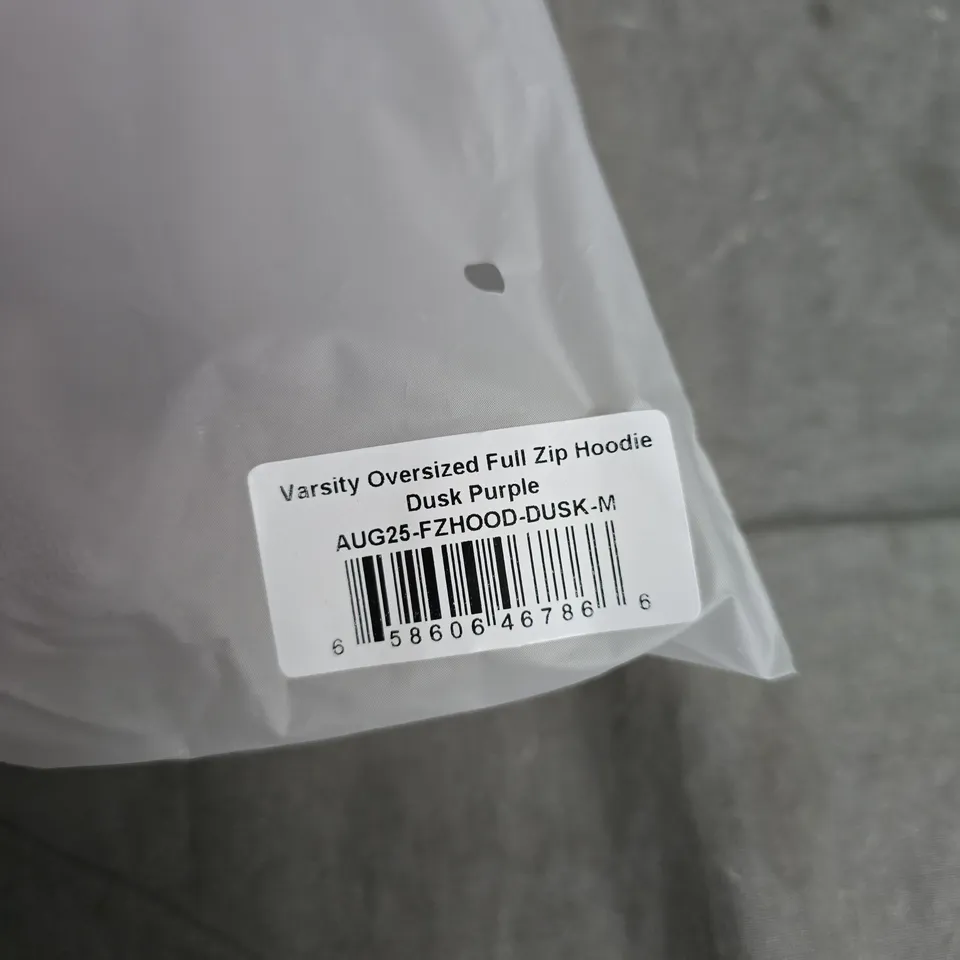 Varsity Oversized Full Zip Hoodie
Dusk Purple
AUG25-FZHOOD-DUSK-M
6 58606 46786 6